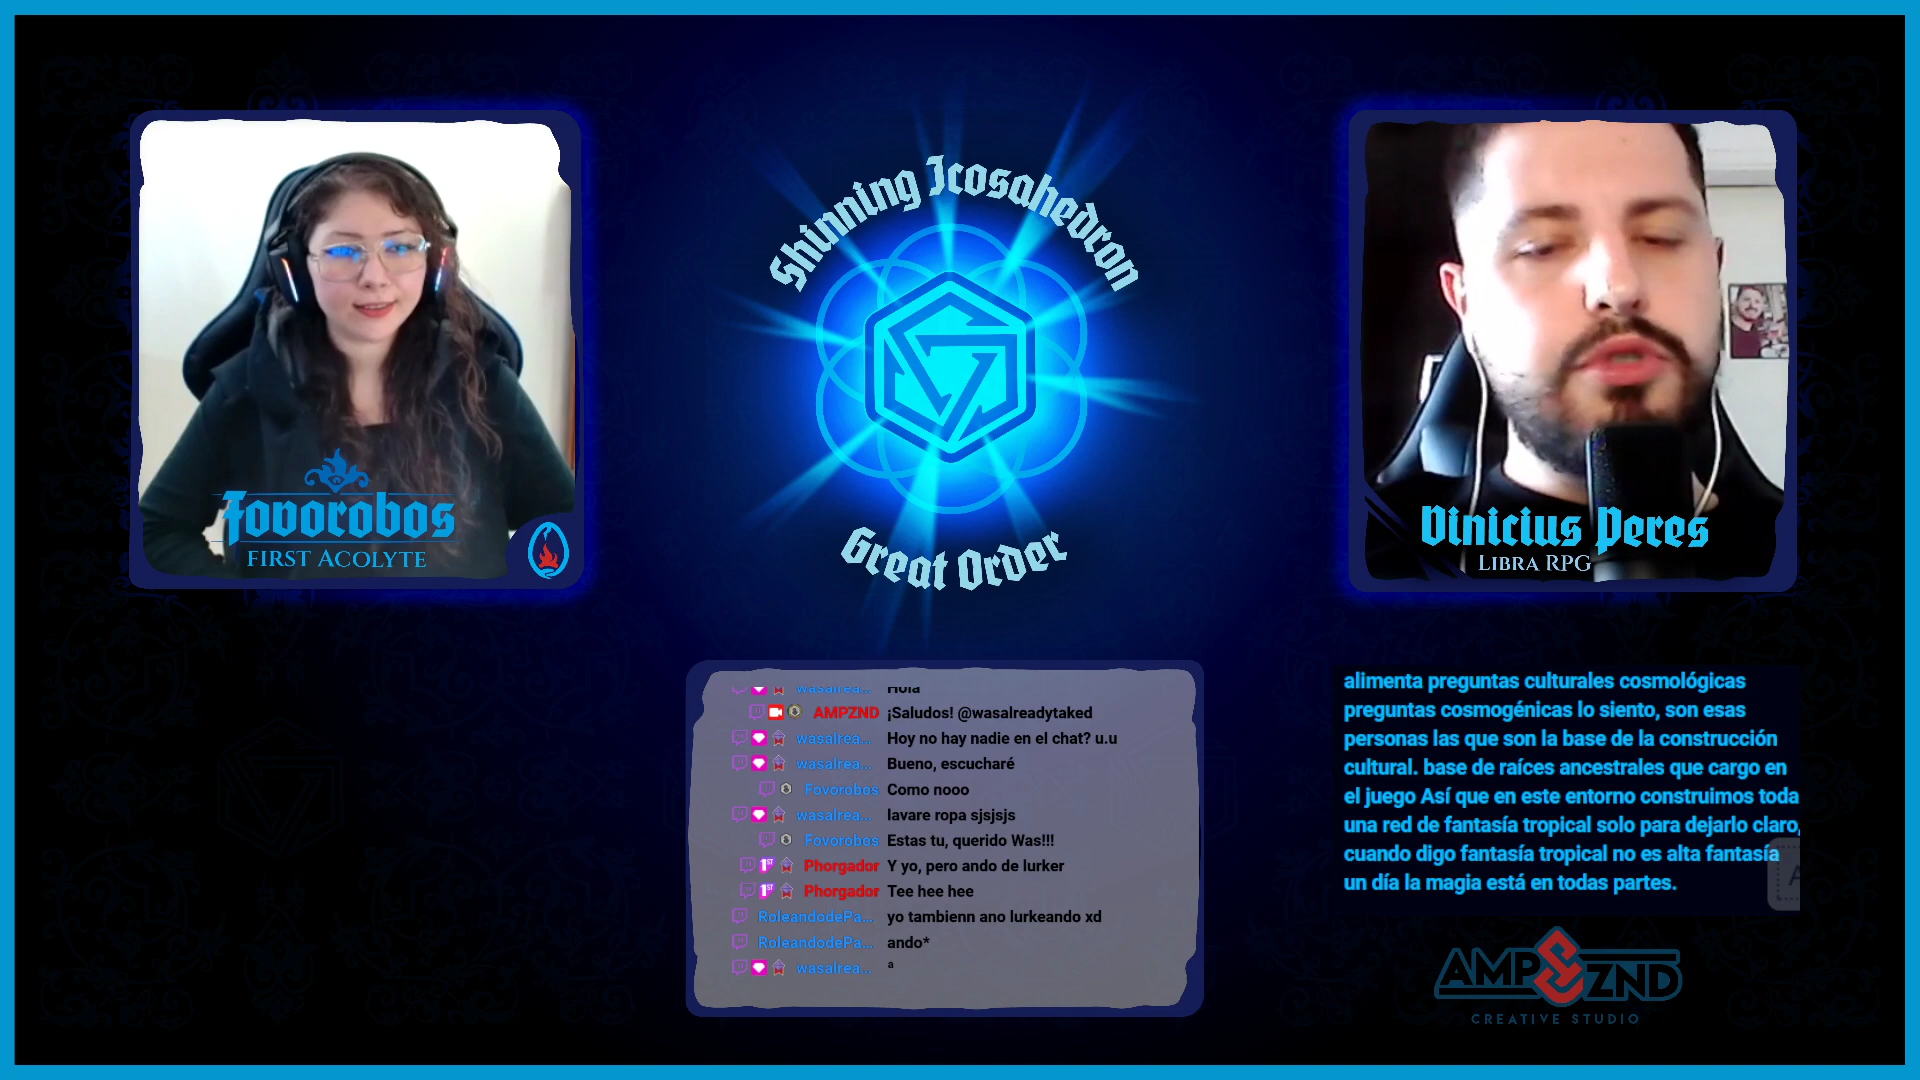 Shinning Icosahedron
Great Order
Fovorobos
FIRST ACOLYTE
Vinicius Peres
LIBRA RPG
wasalrea... Hola
AMPZND ¡Saludos! @wasalreadytaked
wasalrea... Hoy no hay nadie en el chat? u.u
wasalrea... Bueno, escucharé
Fovorobos Como nooo
wasalrea... lavare ropa sjsjsjs
Fovorobos Estas tu, querido Was!!!
1ST Phorgador Y yo, pero ando de lurker
1ST Phorgador Tee hee hee
RoleandodePa... yo tambienn ano lurkeando xd
RoleandodePa... ando*
wasalrea... a
alimenta preguntas culturales cosmológicas
preguntas cosmogénicas lo siento, son esas
personas las que son la base de la construcción
cultural. base de raíces ancestrales que cargo en
el juego Así que en este entorno construimos toda
una red de fantasía tropical solo para dejarlo claro,
cuando digo fantasía tropical no es alta fantasía
un día la magia está en todas partes.
A
AMPZND
CREATIVE STUDIO